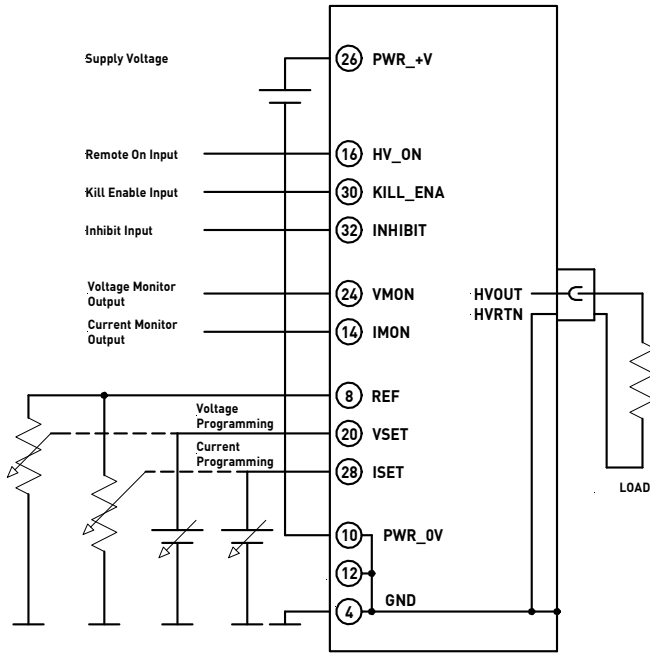 Supply Voltage
26 PWR_+V
Remote On Input
16 HV_ON
Kill Enable Input
30 KILL_ENA
Inhibit Input
32 INHIBIT
Voltage Monitor
Output
24 VMON
HVOUT
HVRTN
Current Monitor
Output
14 IMON
8 REF
Voltage
Programming
20 VSET
Current
Programming
28 ISET
LOAD
10 PWR_0V
12
4 GND